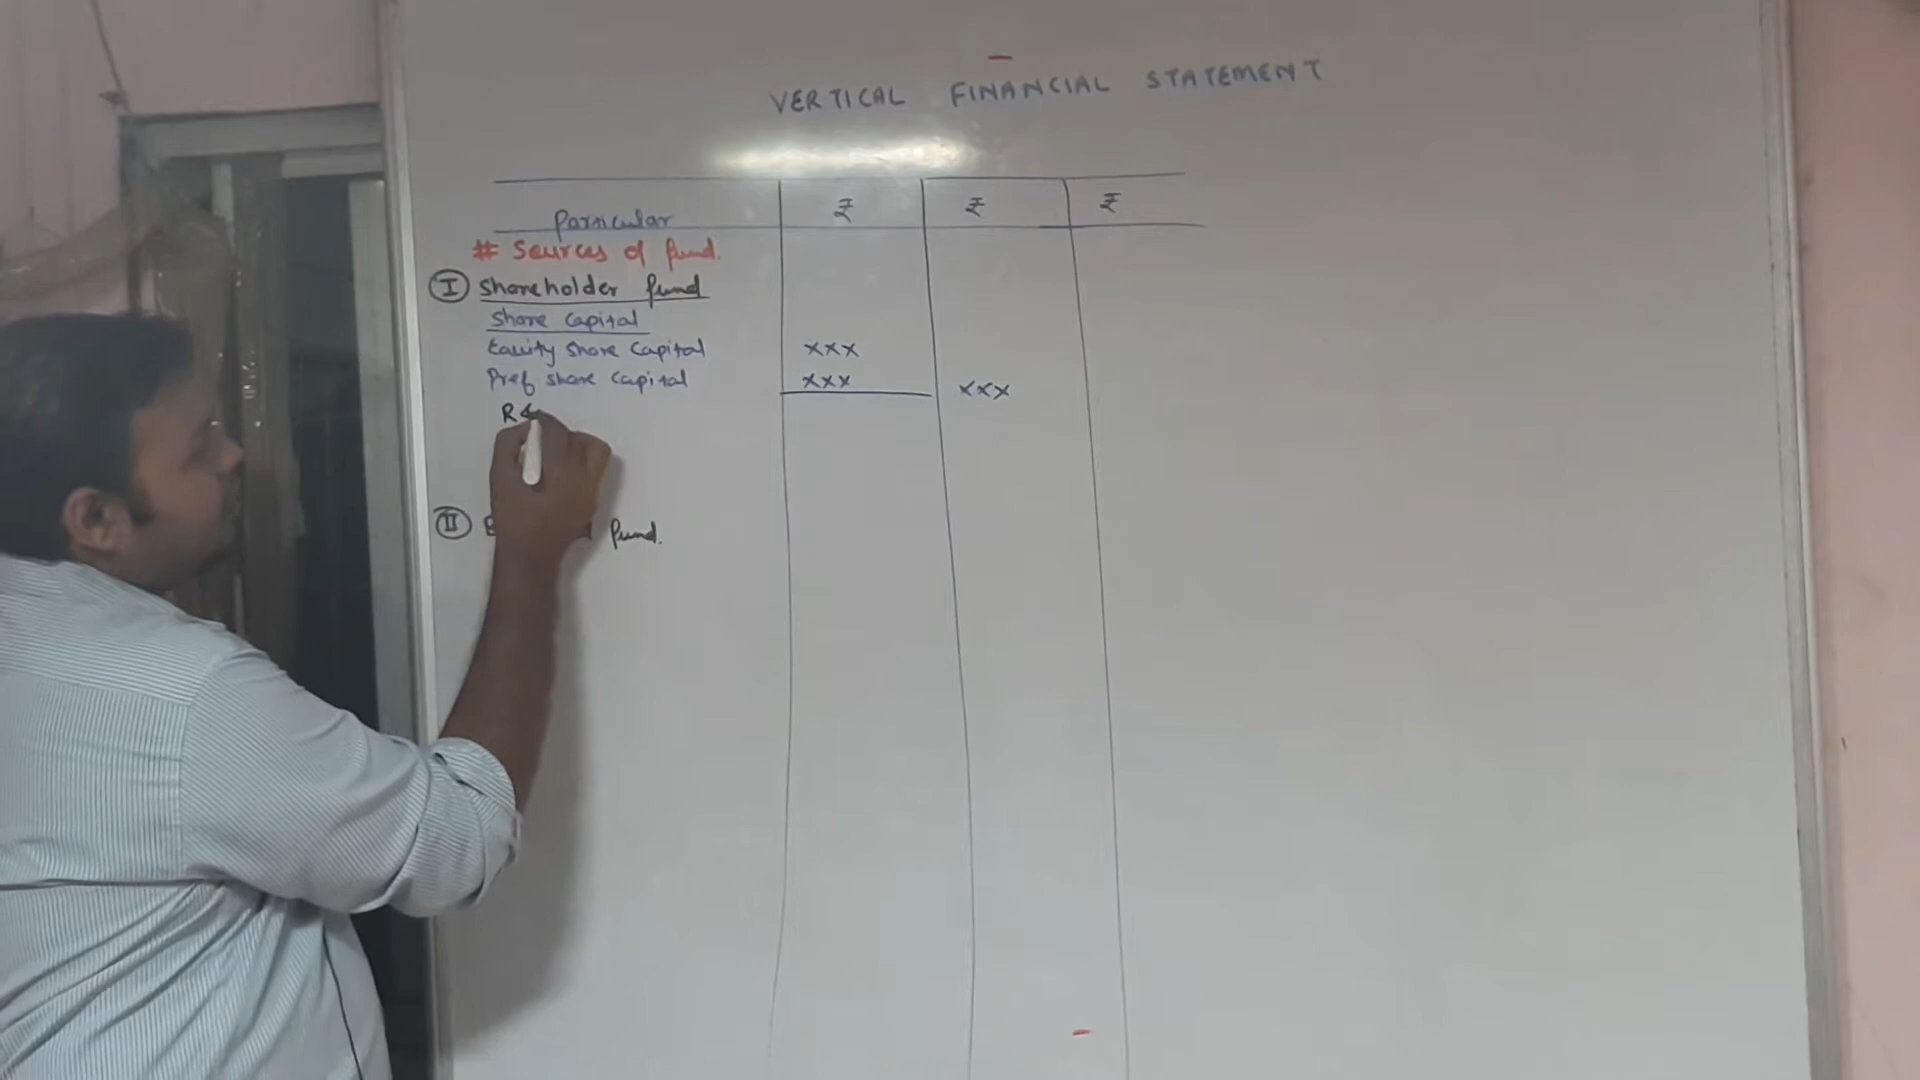 VERTICAL FINANCIAL STATEMENT
Particular ₹ ₹ ₹
# Sources of fund.
I Shareholder fund
Share Capital
Equity Share Capital xxx
Pref share Capital xxx xxx
II fund.